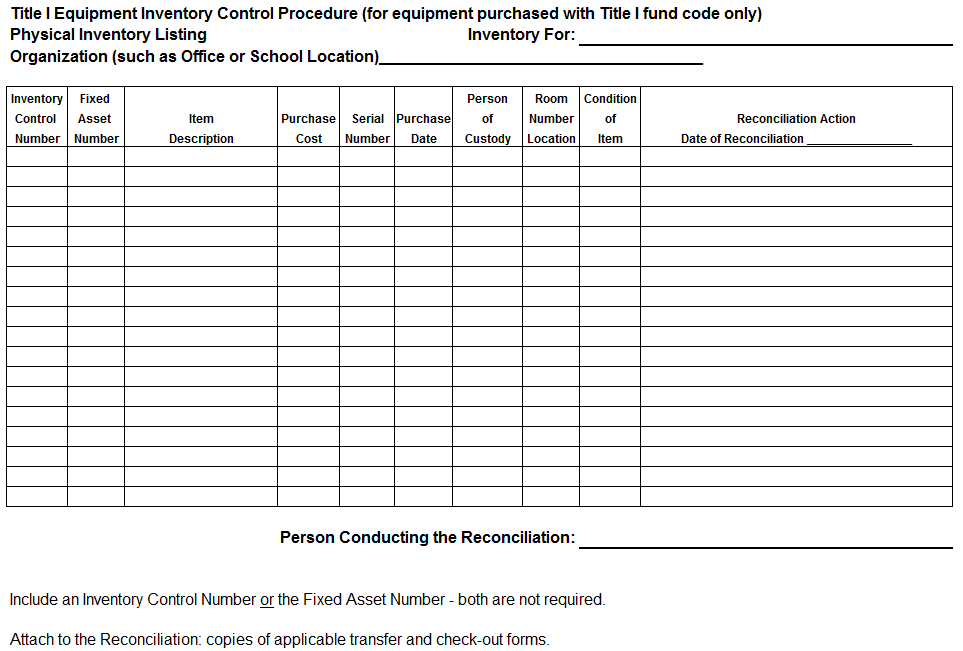 Title I Equipment Inventory Control Procedure (for equipment purchased with Title I fund code only)
Physical Inventory Listing Inventory For:
Organization (such as Office or School Location)
Inventory Control Number
Fixed Asset Number
Item Description
Purchase Cost
Serial Number
Purchase Date
Person of Custody
Room Number Location
Condition of Item
Reconciliation Action
Date of Reconciliation
Person Conducting the Reconciliation:
Include an Inventory Control Number or the Fixed Asset Number - both are not required.
Attach to the Reconciliation: copies of applicable transfer and check-out forms.